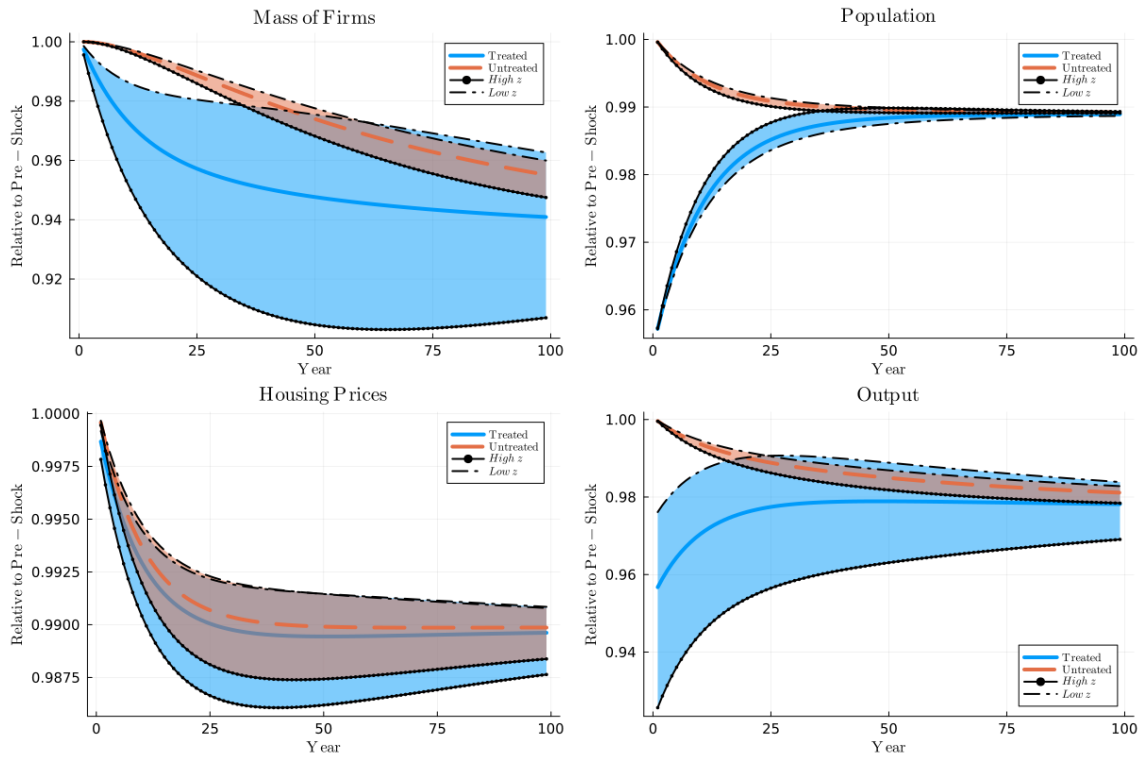 Mass of Firms
Relative to Pre − Shock
1.00
0.98
0.96
0.94
0.92
0
25
50
75
100
Year
Treated
Untreated
High z
Low z
Population
Relative to Pre − Shock
1.00
0.99
0.98
0.97
0.96
0
25
50
75
100
Year
Treated
Untreated
High z
Low z
Housing Prices
Relative to Pre − Shock
1.0000
0.9975
0.9950
0.9925
0.9900
0.9875
0
25
50
75
100
Year
Treated
Untreated
High z
Low z
Output
Relative to Pre − Shock
1.00
0.98
0.96
0.94
0
25
50
75
100
Year
Treated
Untreated
High z
Low z